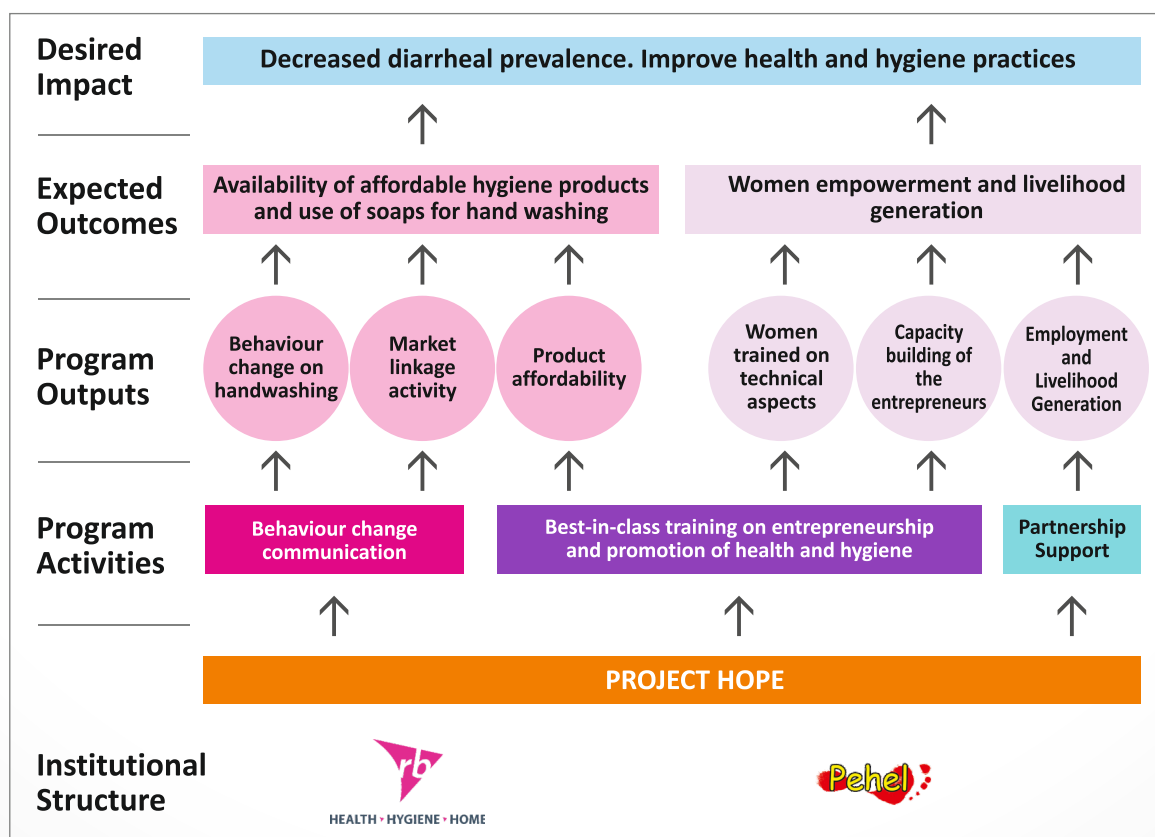 Desired
Impact
Decreased diarrheal prevalence. Improve health and hygiene practices
Expected
Outcomes
Availability of affordable hygiene products
and use of soaps for hand washing
Women empowerment and livelihood
generation
Program
Outputs
Behaviour
change on
handwashing
Market
linkage
activity
Product
affordability
Women
trained on
technical
aspects
Capacity
building of
the
entrepreneurs
Employment
and
Livelihood
Generation
Program
Activities
Behaviour change
communication
Best-in-class training on entrepreneurship
and promotion of health and hygiene
Partnership
Support
PROJECT HOPE
Institutional
Structure
rb
HEALTH • HYGIENE • HOME
Pehel